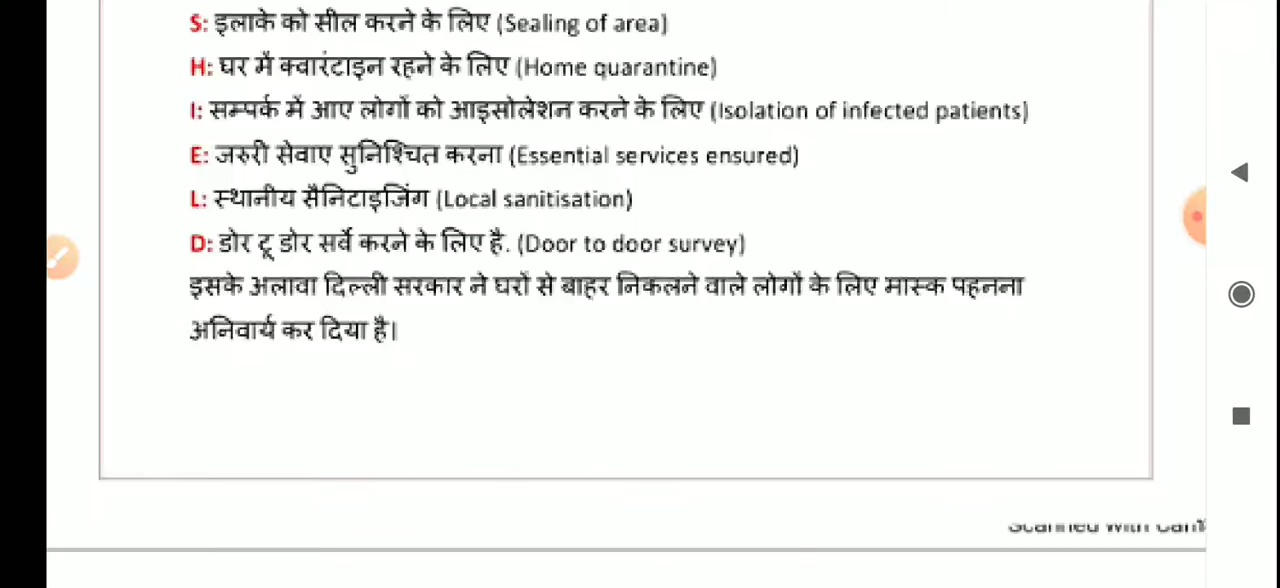 S: इलाके को सील करने के लिए (Sealing of area)
H: घर में क्वारंटाइन रहने के लिए (Home quarantine)
I: सम्पर्क में आए लोगों को आइसोलेशन करने के लिए (Isolation of infected patients)
E: जरुरी सेवाए सुनिश्चित करना (Essential services ensured)
L: स्थानीय सैनिटाइजिंग (Local sanitisation)
D: डोर टू डोर सर्वे करने के लिए है. (Door to door survey)
इसके अलावा दिल्ली सरकार ने घरों से बाहर निकलने वाले लोगों के लिए मास्क पहनना
अनिवार्य कर दिया है।
Scanned with